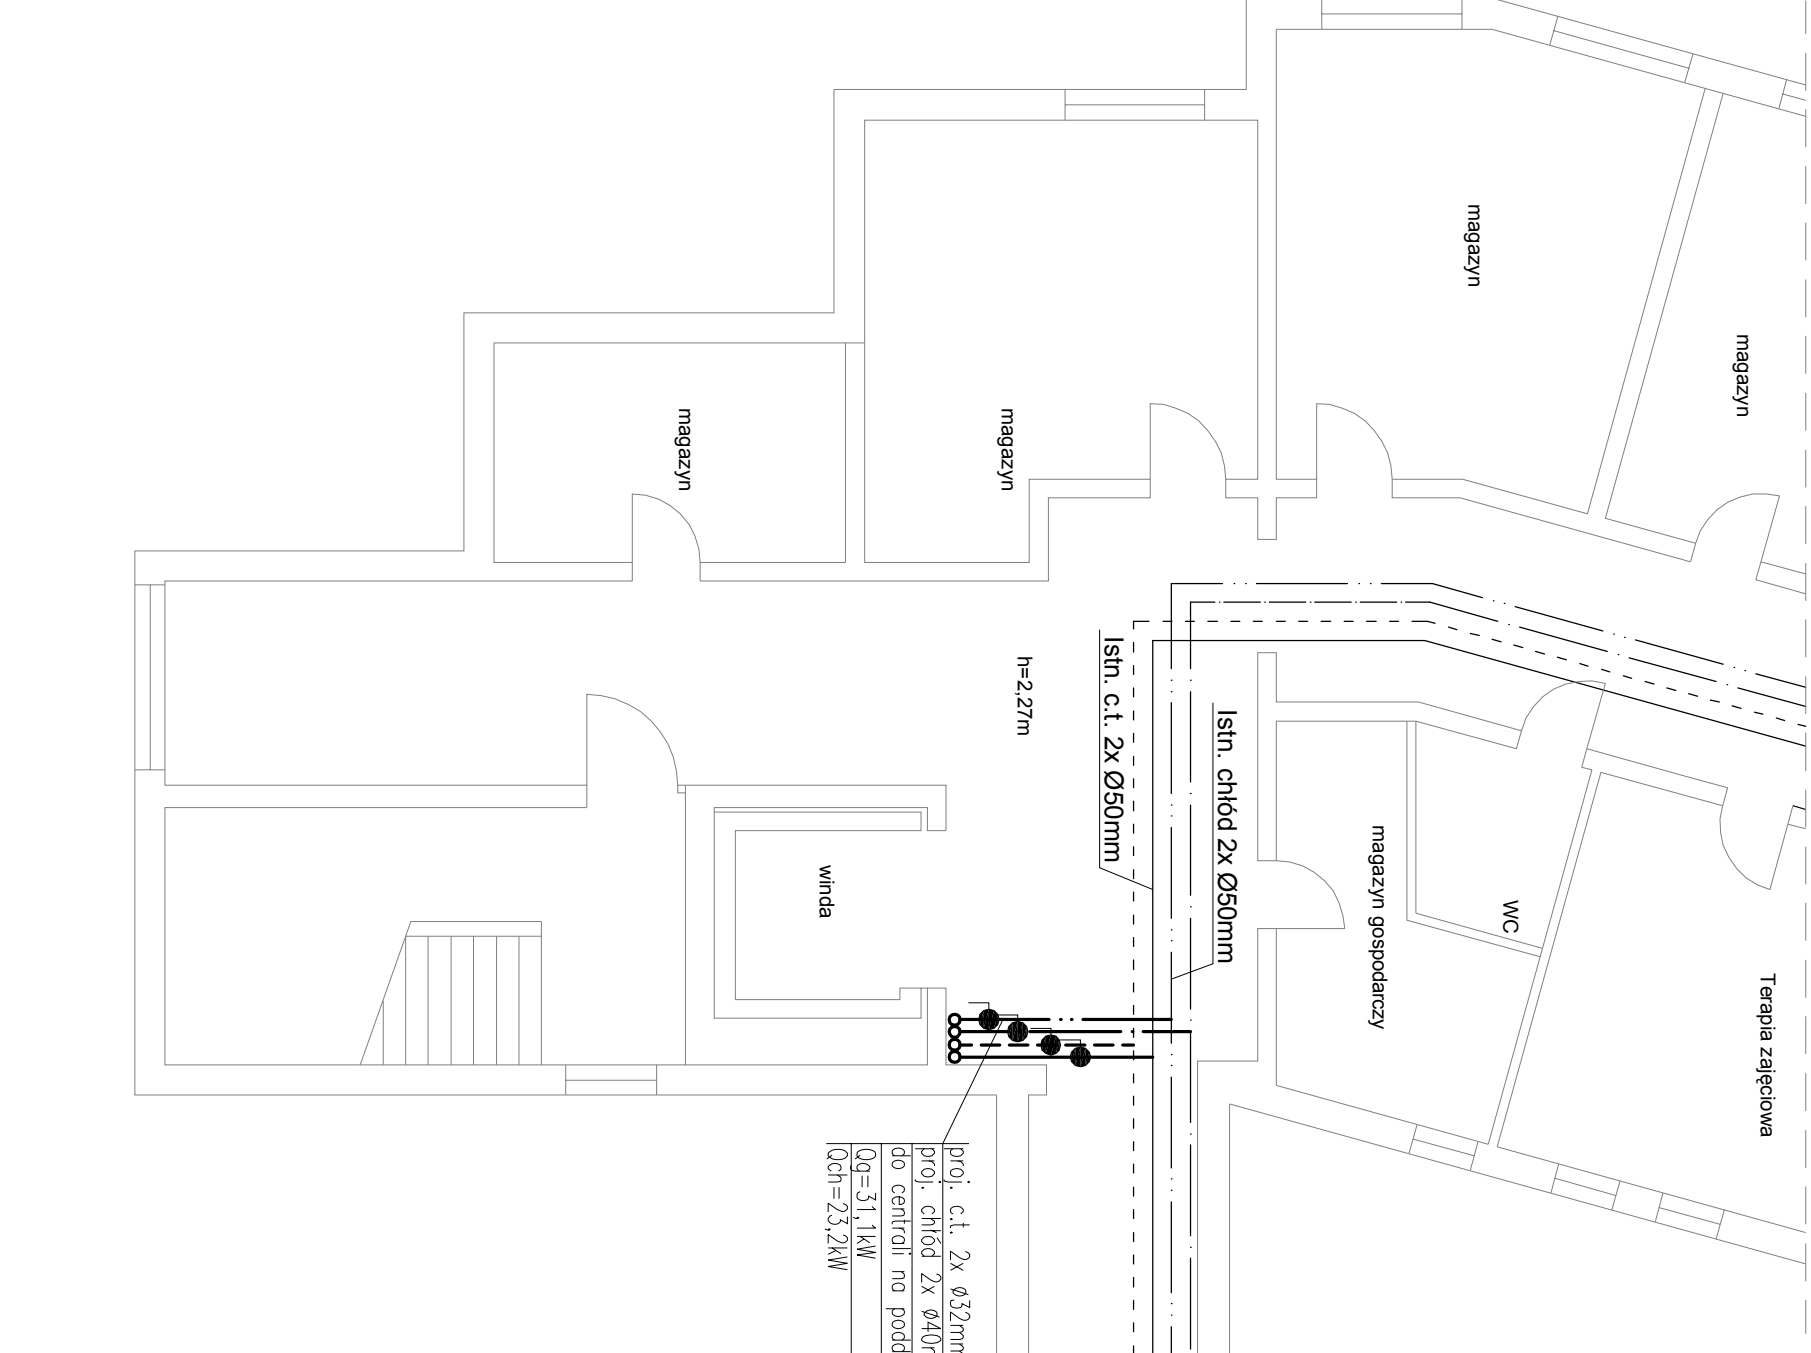 magazyn
magazyn
magazyn
magazyn
h=2,27m
Istn. c.t. 2x Ø50mm
Istn. chłód 2x Ø50mm
winda
magazyn gospodarczy
WC
Terapia zajęciowa
proj. c.t. 2x Ø32mm
proj. chłód 2x Ø40
do centrali na
Qg=31,1kW
Qch=23,2kW